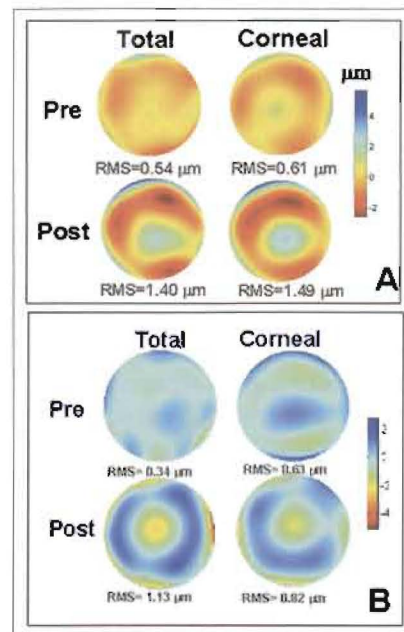 Total Corneal
μm
Pre
4
2
0
-2
RMS=0.54 μm RMS=0.61 μm
Post
RMS=1.40 μm RMS=1.49 μm
A
Total Corneal
Pre
2
-2
-4
RMS= 0.34 μm RMS= 0.63 μm
Post
RMS= 1.13 μm RMS= 0.82 μm
B